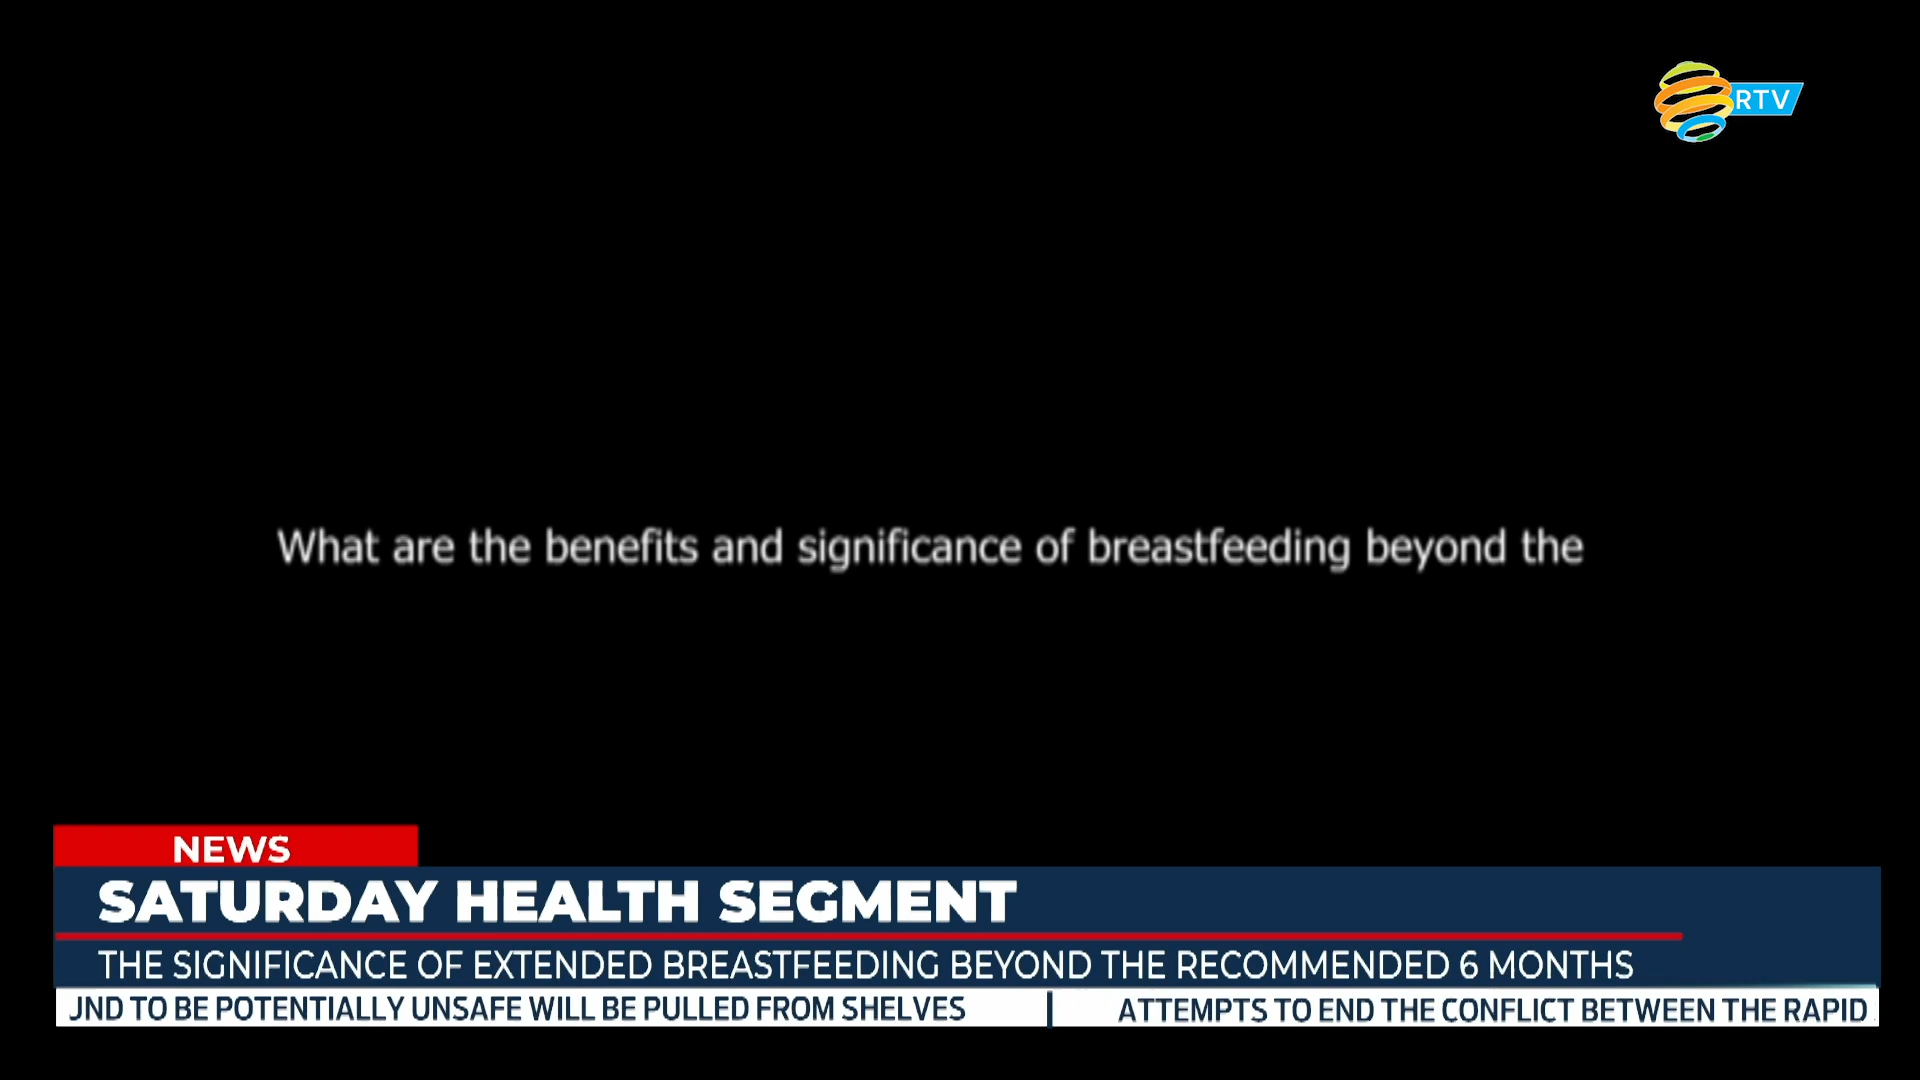 RTV
What are the benefits and significance of breastfeeding beyond the
NEWS
SATURDAY HEALTH SEGMENT
THE SIGNIFICANCE OF EXTENDED BREASTFEEDING BEYOND THE RECOMMENDED 6 MONTHS
JND TO BE POTENTIALLY UNSAFE WILL BE PULLED FROM SHELVES | ATTEMPTS TO END THE CONFLICT BETWEEN THE RAPID